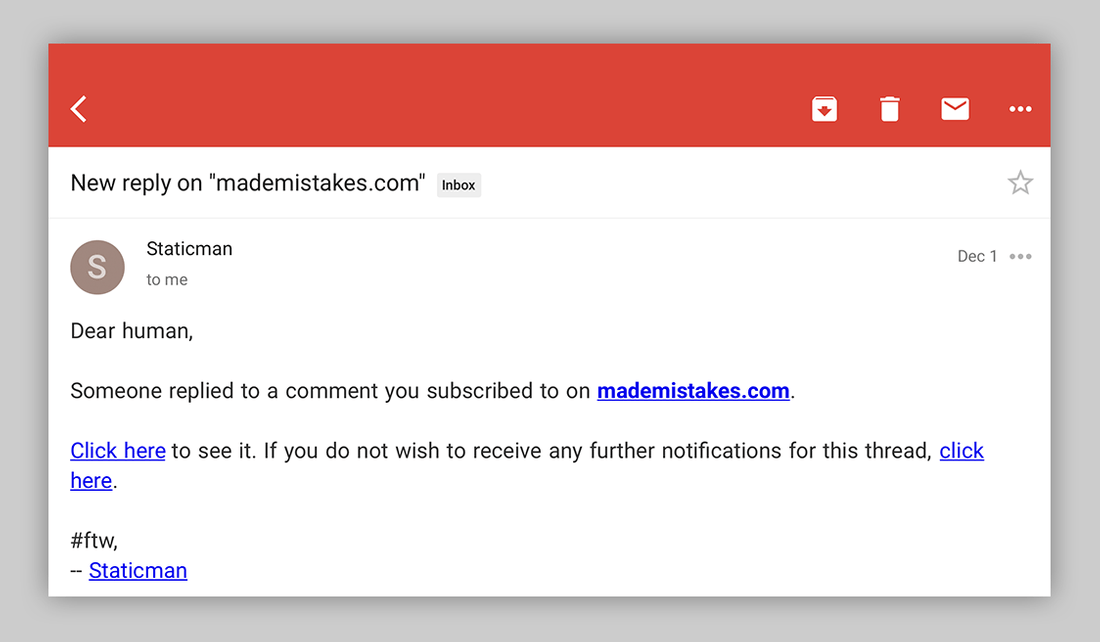 New reply on "mademistakes.com" Inbox
S
Staticman
Dec 1
to me
Dear human,
Someone replied to a comment you subscribed to on mademistakes.com.
Click here to see it. If you do not wish to receive any further notifications for this thread, click
here.
#ftw,
-- Staticman